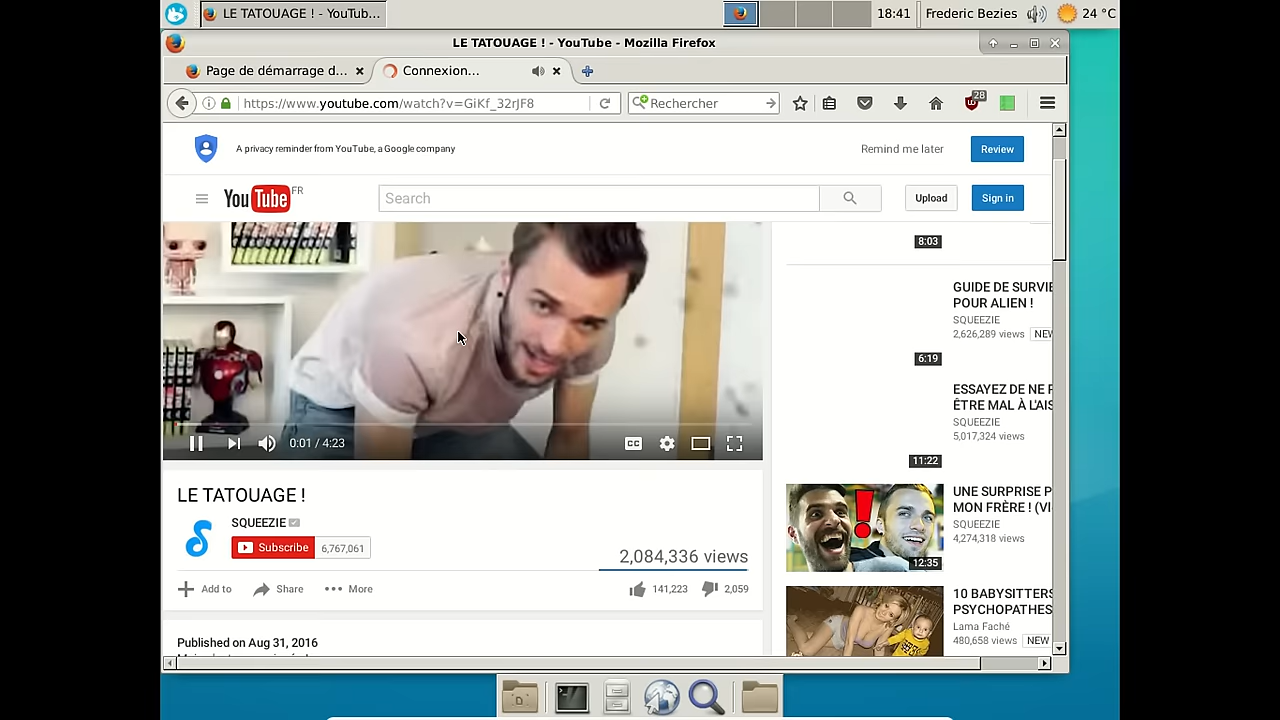 LE TATOUAGE ! - YouTub...
18:41
Frederic Bezies
24 °C
LE TATOUAGE ! - YouTube - Mozilla Firefox
Page de démarrage d...
Connexion...
https://www.youtube.com/watch?v=GiKf_32rJF8
Rechercher
28
A privacy reminder from YouTube, a Google company
Remind me later
Review
YouTube FR
Search
Upload
Sign in
8:03
GUIDE DE SURVIE
POUR ALIEN !
SQUEEZIE
2,626,289 views NEW
6:19
ESSAYEZ DE NE P
ÊTRE MAL À L'AIS
SQUEEZIE
5,017,324 views
11:22
0:01 / 4:23
CC
LE TATOUAGE !
SQUEEZIE
Subscribe 6,767,061
2,084,336 views
Add to
Share
More
141,223
2,059
Published on Aug 31, 2016
UNE SURPRISE P
MON FRÈRE ! (VI
SQUEEZIE
4,274,318 views
12:35
10 BABYSITTERS
PSYCHOPATHES
Lama Faché
480,658 views NEW